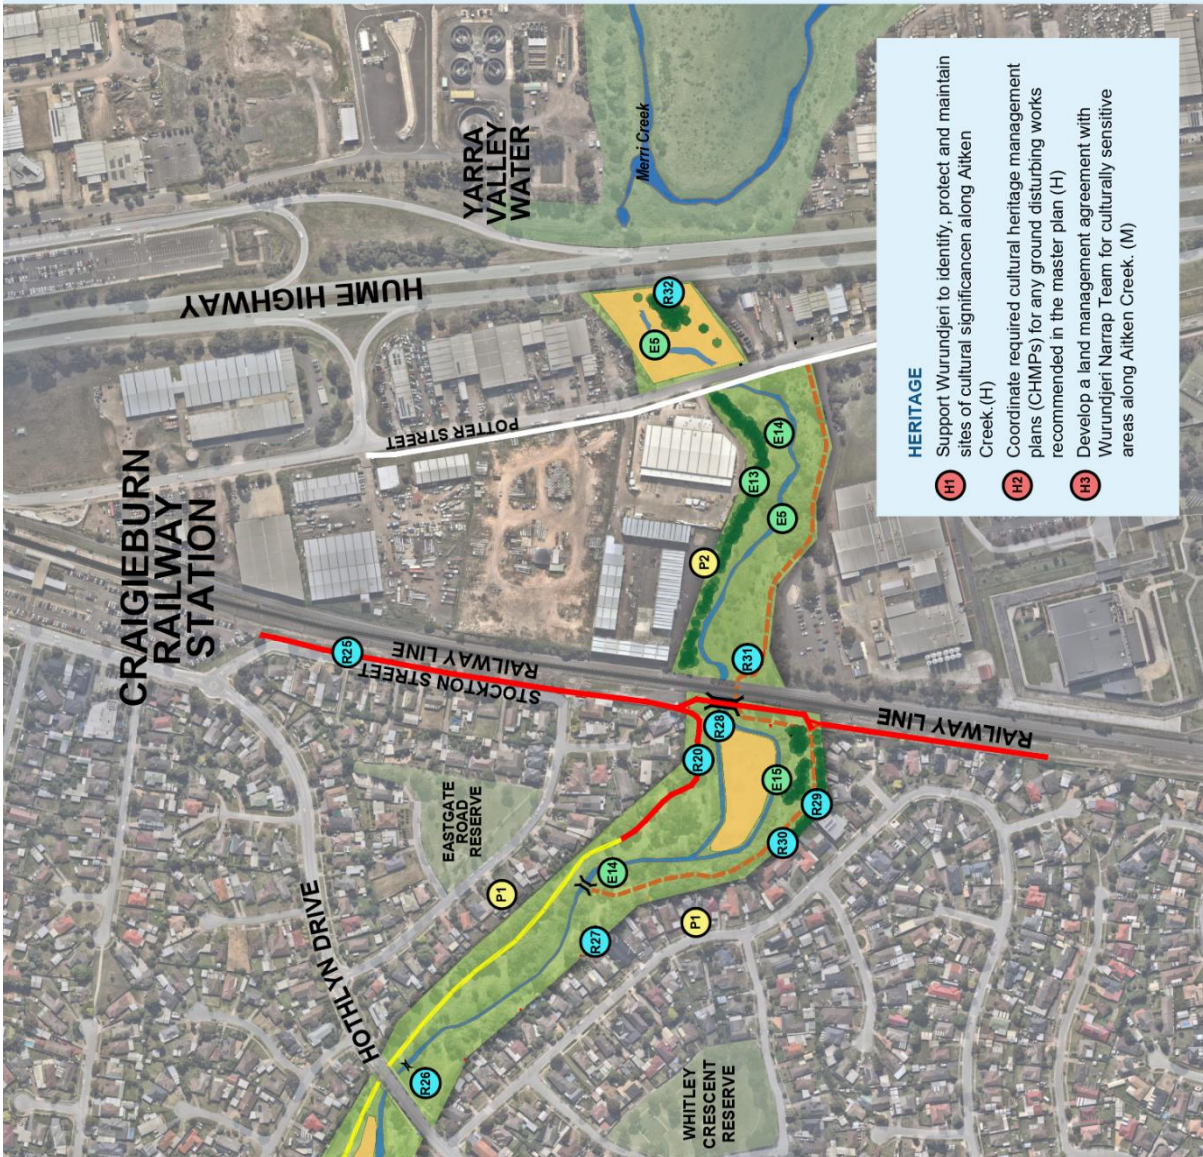 CRAIGIEBURN
RAILWAY
STATION
YARRA
VALLEY
WATER
Merri Creek
HUME HIGHWAY
POTTER STREET
STOCKTON STREET
RAILWAY LINE
RAILWAY LINE
HOTHLYN DRIVE
EASTGATE
ROAD
RESERVE
WHITLEY
CRESCENT
RESERVE
R25
R32
E5
E14
E13
E5
P2
R31
R28
R20
E15
R29
R30
E14
P1
R27
P1
R26
HERITAGE
H1
Support Wurundjeri to identify, protect and maintain
sites of cultural significancen along Aitken
Creek.(H)
H2
Coordinate required cultural heritage management
plans (CHMPs) for any ground disturbing works
recommended in the master plan (H)
H3
Develop a land management agreement with
Wurundjeri Narrap Team for culturally sensitive
areas along Aitken Creek. (M)